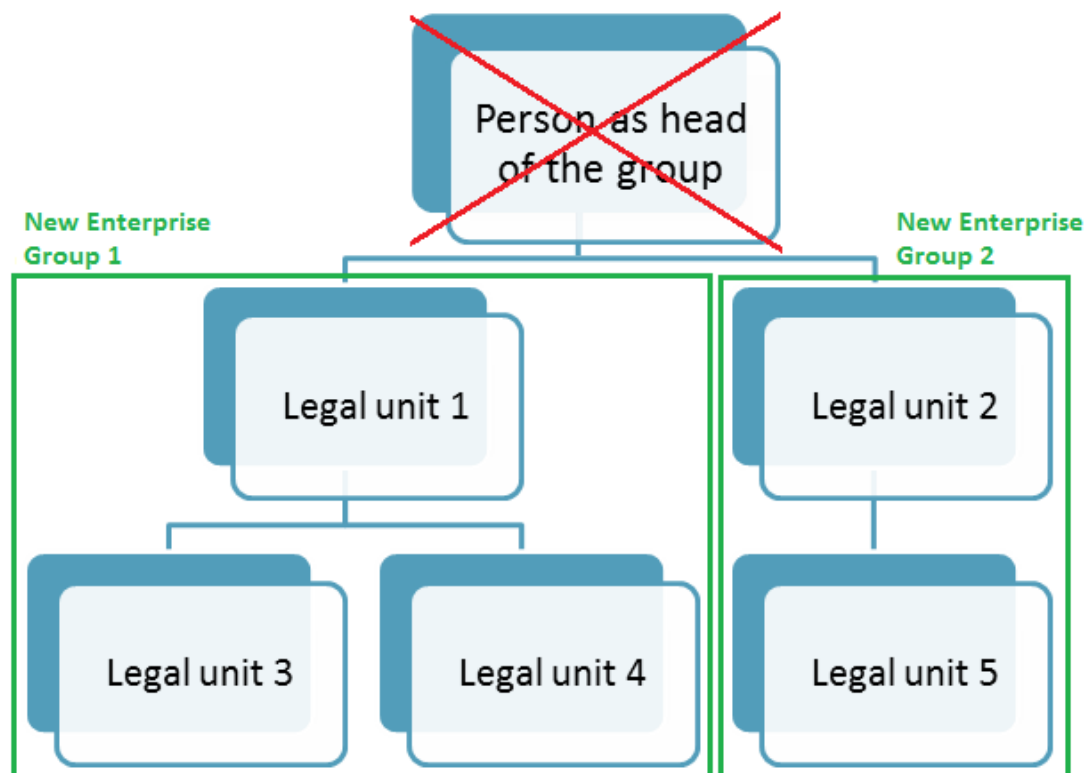 Person as head
of the group
New Enterprise
Group 1
New Enterprise
Group 2
Legal unit 1
Legal unit 2
Legal unit 3
Legal unit 4
Legal unit 5